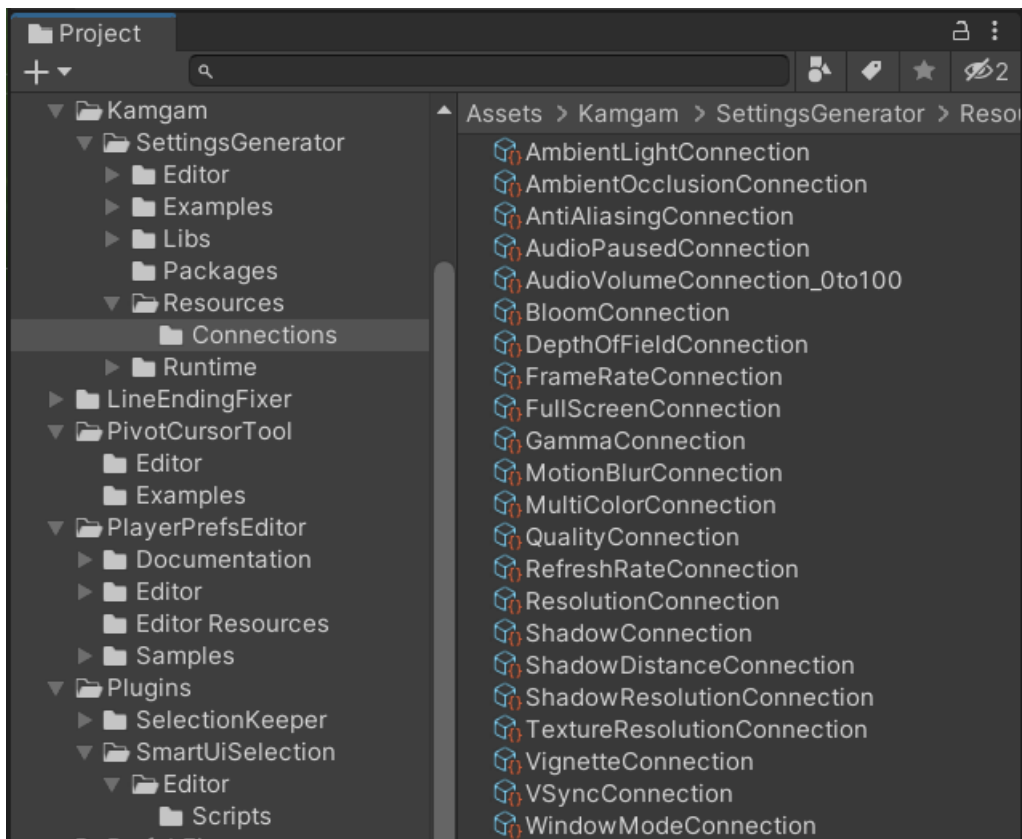 Project
2
Kamgam
SettingsGenerator
Editor
Examples
Libs
Packages
Resources
Connections
Runtime
LineEndingFixer
PivotCursorTool
Editor
Examples
PlayerPrefsEditor
Documentation
Editor
Editor Resources
Samples
Plugins
SelectionKeeper
SmartUiSelection
Editor
Scripts
Assets > Kamgam > SettingsGenerator > Resou
AmbientLightConnection
AmbientOcclusionConnection
AntiAliasingConnection
AudioPausedConnection
AudioVolumeConnection_0to100
BloomConnection
DepthOfFieldConnection
FrameRateConnection
FullScreenConnection
GammaConnection
MotionBlurConnection
MultiColorConnection
QualityConnection
RefreshRateConnection
ResolutionConnection
ShadowConnection
ShadowDistanceConnection
ShadowResolutionConnection
TextureResolutionConnection
VignetteConnection
VSyncConnection
WindowModeConnection